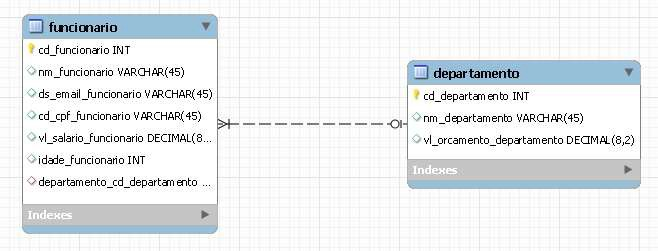 funcionario
cd_funcionario INT
nm_funcionario VARCHAR(45)
ds_email_funcionario VARCHAR(45)
cd_cpf_funcionario VARCHAR(45)
vl_salario_funcionario DECIMAL(8...
idade_funcionario INT
departamento_cd_departamento ...
Indexes
departamento
cd_departamento INT
nm_departamento VARCHAR(45)
vl_orcamento_departamento DECIMAL(8,2)
Indexes